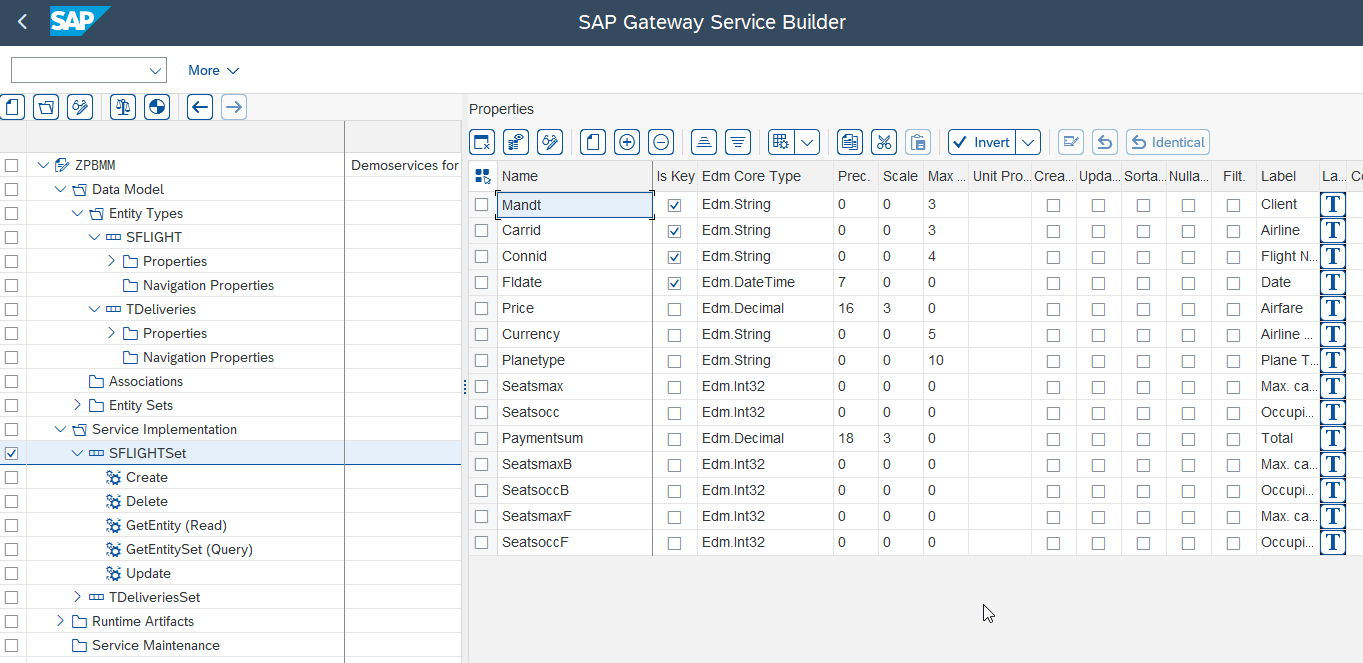 SAP
SAP Gateway Service Builder
More
Properties
Invert
Identical
Name Is Key Edm Core Type Prec. Scale Max ... Unit Pro... Crea... Upda... Sorta... Nulla... Filt. Label La... Co
ZPBMM Demoservices for
Data Model
Entity Types
SFLIGHT
Properties
Navigation Properties
TDeliveries
Properties
Navigation Properties
Associations
Entity Sets
Service Implementation
SFLIGHTSet
Create
Delete
GetEntity (Read)
GetEntitySet (Query)
Update
TDeliveriesSet
Runtime Artifacts
Service Maintenance
Mandt Edm.String 0 0 3 Client T
Carrid Edm.String 0 0 3 Airline T
Connid Edm.String 0 0 4 Flight N... T
Fldate Edm.DateTime 7 0 0 Date T
Price Edm.Decimal 16 3 0 Airfare T
Currency Edm.String 0 0 5 Airline ... T
Planetype Edm.String 0 0 10 Plane T... T
Seatsmax Edm.Int32 0 0 0 Max. ca... T
Seatsocc Edm.Int32 0 0 0 Occupi... T
Paymentsum Edm.Decimal 18 3 0 Total T
SeatsmaxB Edm.Int32 0 0 0 Max. ca... T
SeatsoccB Edm.Int32 0 0 0 Occupi... T
SeatsmaxF Edm.Int32 0 0 0 Max. ca... T
SeatsoccF Edm.Int32 0 0 0 Occupi... T